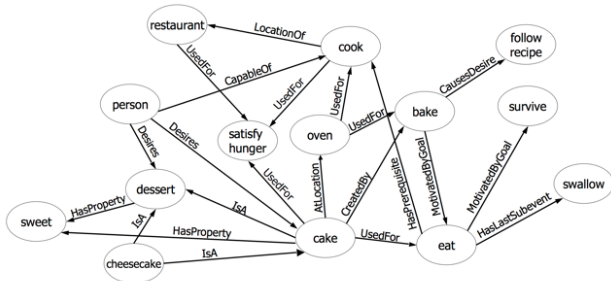 restaurant
LocationOf
cook
follow
recipe
UsedFor
CapableOf
UsedFor
UsedFor
CausesDesire
person
bake
survive
Desires
Desires
satisfy
hunger
oven
UsedFor
MotivatedByGoal
MotivatedByGoal
dessert
UsedFor
AtLocation
CreatedBy
HasPrerequisite
swallow
HasProperty
IsA
HasLastSubevent
sweet
IsA
HasProperty
cake
UsedFor
eat
cheesecake
IsA